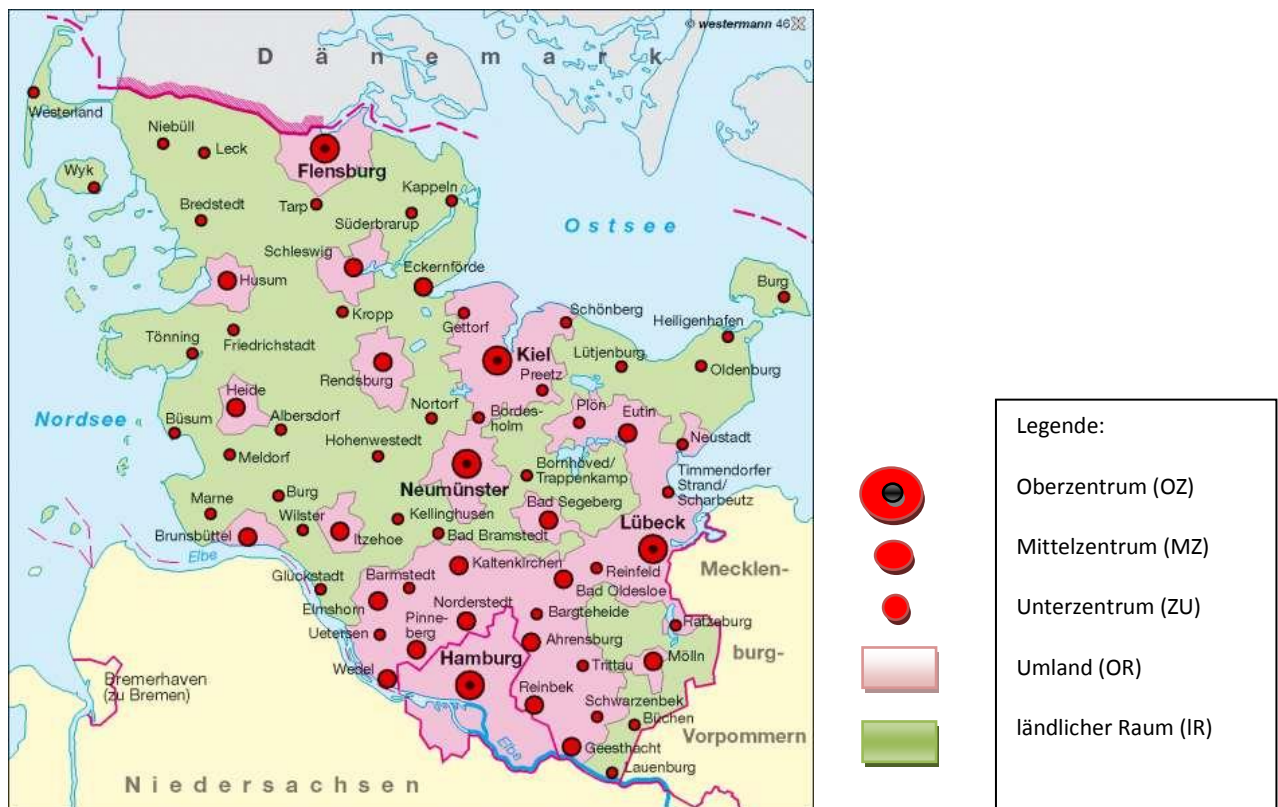 © westermann 46
Dänemark
Westerland
Niebüll
Leck
Flensburg
Wyk
Kappeln
Bredstedt
Tarp
Süderbrarup
Ostsee
Schleswig
Husum
Eckernförde
Burg
Kropp
Gettorf
Schönberg
Heiligenhafen
Tönning
Friedrichstadt
Rendsburg
Kiel
Lütjenburg
Oldenburg
Preetz
Heide
Nordsee
Büsum
Albersdorf
Nortorf
Bordes-
holm
Plön
Eutin
Neustadt
Hohenwestedt
Meldorf
Bornhöved/
Trappenkamp
Timmendorfer
Strand/
Scharbeutz
Neumünster
Marne
Burg
Wilster
Kellinghusen
Bad Segeberg
Lübeck
Brunsbüttel
Itzehoe
Bad Bramstedt
Elbe
Kaltenkirchen
Reinfeld
Mecklen-
Glückstadt
Barmstedt
Bad Oldesloe
Elmshorn
Norderstedt
Bargteheide
Ratzeburg
Uetersen
Pinne-
berg
Ahrensburg
burg-
Wedel
Hamburg
Trittau
Mölln
Bremerhaven
(zu Bremen)
Reinbek
Schwarzenbek
Büchen
Vorpommern
Elbe
Geesthacht
Lauenburg
Niedersachsen
Legende:
Oberzentrum (OZ)
Mittelzentrum (MZ)
Unterzentrum (ZU)
Umland (OR)
ländlicher Raum (lR)